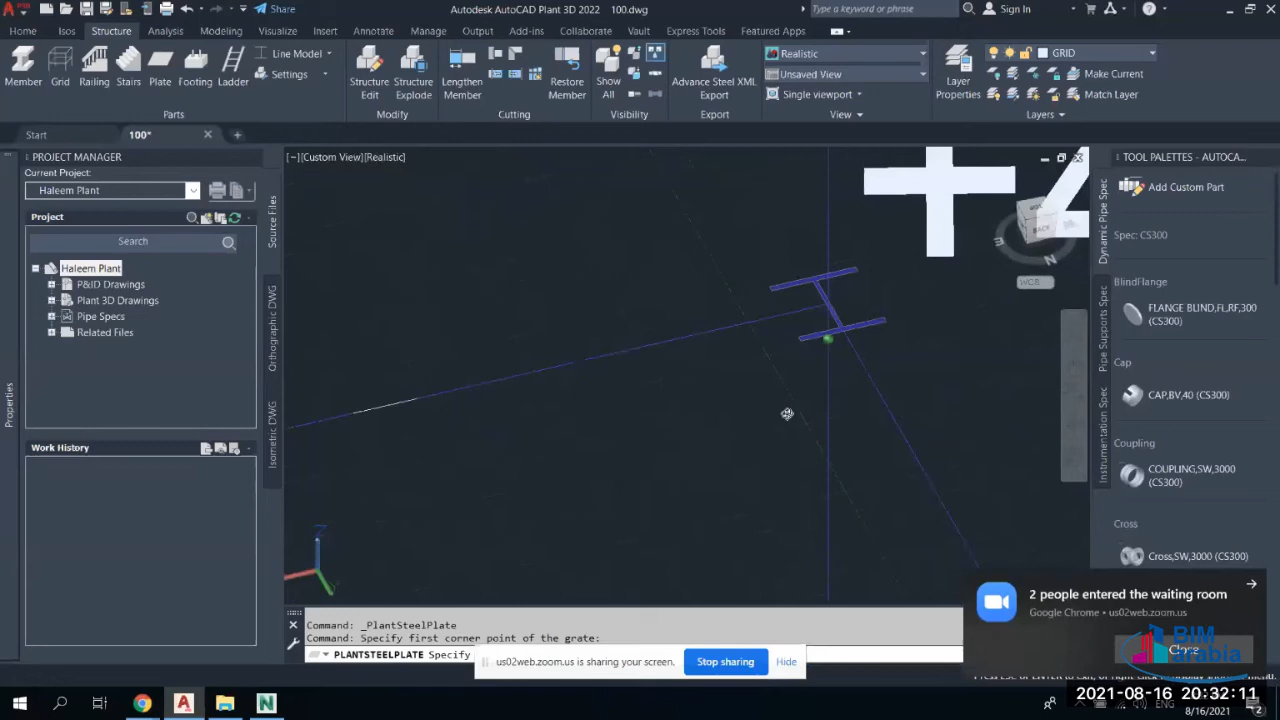 Share
Autodesk AutoCAD Plant 3D 2022 100.dwg
Type a keyword or phrase
Sign In
Home
Isos
Structure
Analysis
Modeling
Visualize
Insert
Annotate
Manage
View
Output
Add-ins
Collaborate
Vault
Express Tools
Featured Apps
Member
Grid
Railing
Stairs
Plate
Footing
Ladder
Line Model
Settings
Parts
Structure
Edit
Structure
Explode
Modify
Lengthen
Member
Restore
Member
Cutting
Show
All
Visibility
Advance Steel XML
Export
Export
Realistic
Unsaved View
Single viewport
View
Layer
Properties
GRID
Make Current
Match Layer
Layers
Start
100*
PROJECT MANAGER
Current Project:
Haleem Plant
Project
Search
Haleem Plant
P&ID Drawings
Plant 3D Drawings
Pipe Specs
Related Files
Work History
Properties
Source Files
Orthographic DWG
Isometric DWG
[−][Custom View][Realistic]
BACK
E
N
WCB
Z
TOOL PALETTES - AUTOCA...
Dynamic Pipe Spec
Pipe Supports Spec
Instrumentation Spec
Add Custom Part
Spec: CS300
BlindFlange
FLANGE BLIND,FL,RF,300
(CS300)
Cap
CAP,BV,40 (CS300)
Coupling
COUPLING,SW,3000
(CS300)
Cross
Cross,SW,3000 (CS300)
Command: _PlantSteelPlate
Command: Specify first corner point of the grate:
PLANTSTEELPLATE Specify
us02web.zoom.us is sharing your screen.
Stop sharing
Hide
2 people entered the waiting room
Google Chrome • us02web.zoom.us
Close
BIM
arabia
2021-08-16 20:32:11
ENG
8/16/2021
2